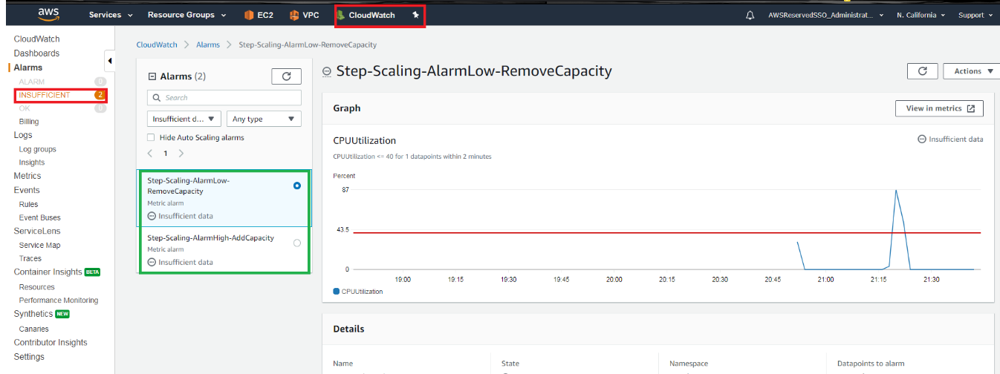 aws
Services
Resource Groups
EC2
VPC
CloudWatch
AWSReservedSSO_Administrat...
N. California
Support
CloudWatch
Dashboards
Alarms
ALARM 0
INSUFFICIENT 2
OK 0
Billing
Logs
Log groups
Insights
Metrics
Events
Rules
Event Buses
ServiceLens
Service Map
Traces
Container Insights BETA
Resources
Performance Monitoring
Synthetics NEW
Canaries
Contributor Insights
Settings
CloudWatch > Alarms > Step-Scaling-AlarmLow-RemoveCapacity
Alarms (2)
Search
Insufficient d...
Any type
Hide Auto Scaling alarms
1
Step-Scaling-AlarmLow-
RemoveCapacity
Metric alarm
Insufficient data
Step-Scaling-AlarmHigh-AddCapacity
Metric alarm
Insufficient data
Step-Scaling-AlarmLow-RemoveCapacity
Actions
Graph
View in metrics
CPUUtilization
Insufficient data
CPUUtilization <= 40 for 1 datapoints within 2 minutes
Percent
87
43.5
0
19:00 19:15 19:30 19:45 20:00 20:15 20:30 20:45 21:00 21:15 21:30
CPUUtilization
Details
Name
State
Namespace
Datapoints to alarm